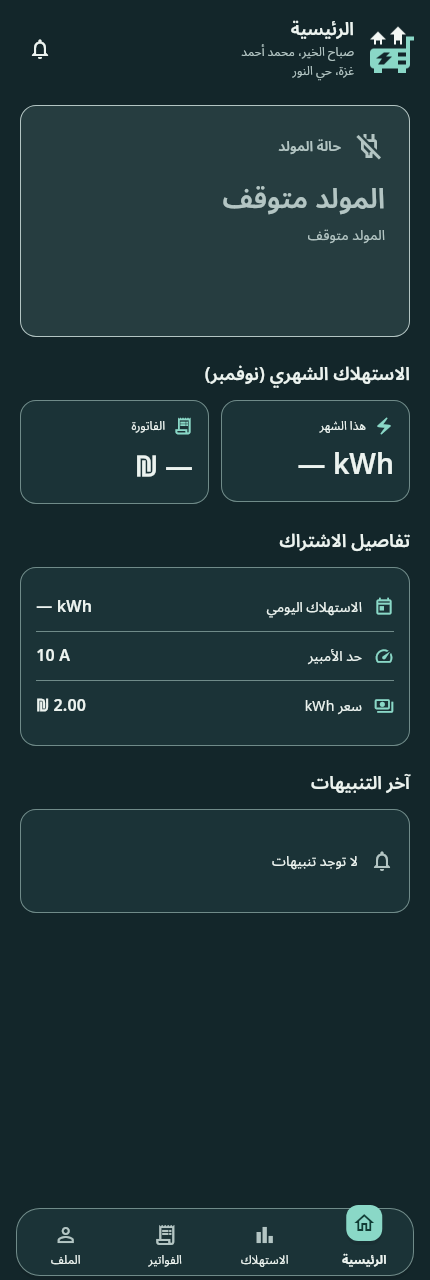 الرئيسية
صباح الخير، محمد أحمد
غزة، حي النور
حالة المولد
المولد متوقف
المولد متوقف
الاستهلاك الشهري (نوفمبر)
هذا الشهر
— kWh
الفاتورة
— ₪
تفاصيل الاشتراك
الاستهلاك اليومي
— kWh
حد الأمبير
10 A
سعر kWh
₪ 2.00
آخر التنبيهات
لا توجد تنبيهات
الرئيسية
الاستهلاك
الفواتير
الملف